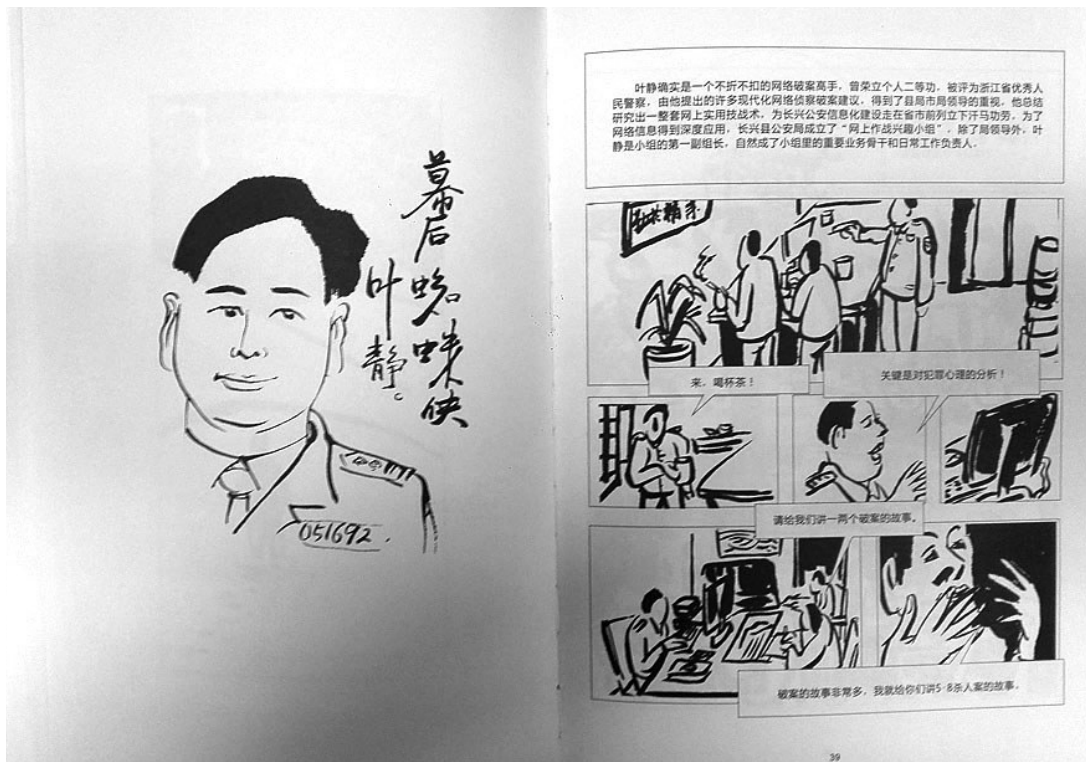 幕后蜘蛛侠
叶静。
051692.
叶静确实是一个不折不扣的网络破案高手，曾荣立个人二等功，被评为浙江省优秀人
民警察，由他提出的许多现代化网络侦察破案建议，得到了县局市局领导的重视，他总结
研究出一整套网上实用技战术，为长兴公安信息化建设走在省市前列立下汗马功劳，为了
网络信息得到深度应用，长兴县公安局成立了“网上作战兴趣小组”，除了局领导外，叶
静是小组的第一副组长，自然成了小组里的重要业务骨干和日常工作负责人。
来，喝杯茶！
关键是对犯罪心理的分析！
请给我们讲一两个破案的故事。
破案的故事非常多，我就给你们讲5·8杀人案的故事。
39